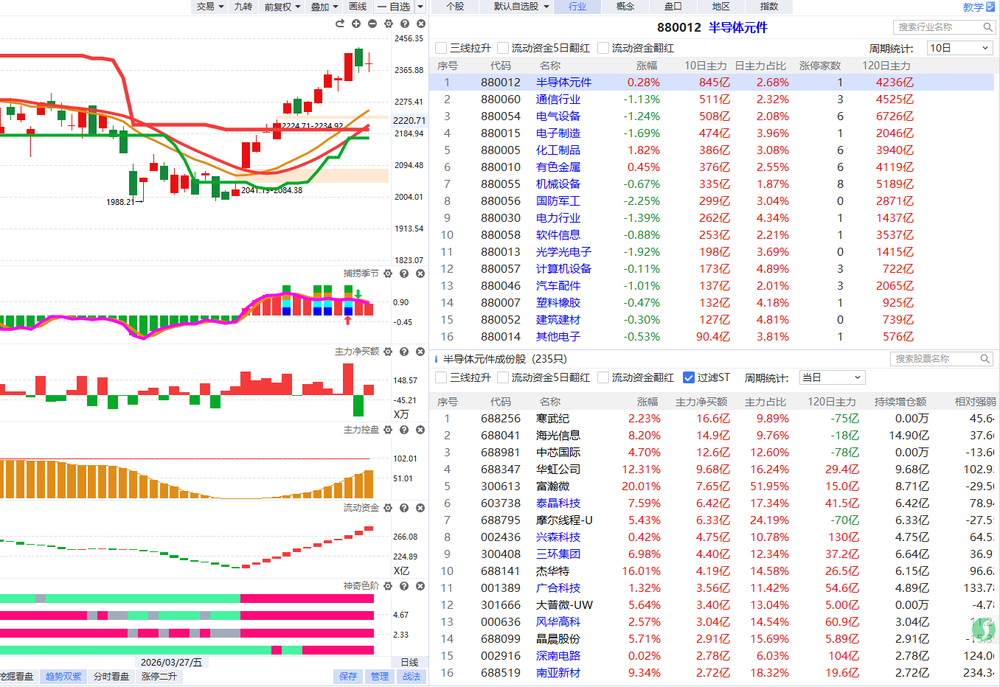 交易 九转 前复权 叠加 画线 一 自选
个股 默认自选股 行业 概念 盘口 地区 指数 教学
880012 半导体元件 搜索行业名称
三线拉升 流动资金5日翻红 流动资金翻红 周期统计: 10日
序号 代码 名称 涨幅 10日主力 日主力占比 涨停家数 120日主力
1 880012 半导体元件 0.28% 845亿 2.68% 1 4236亿
2 880060 通信行业 -1.13% 511亿 2.32% 3 4525亿
3 880054 电气设备 -1.24% 508亿 2.08% 6 6726亿
4 880015 电子制造 -1.69% 474亿 3.96% 1 2046亿
5 880005 化工制品 1.82% 386亿 3.08% 6 3940亿
6 880010 有色金属 0.45% 376亿 2.55% 6 4119亿
7 880055 机械设备 -0.67% 335亿 1.87% 8 5189亿
8 880056 国防军工 -2.25% 299亿 3.04% 0 2871亿
9 880030 电力行业 -1.39% 262亿 4.34% 1 1437亿
10 880058 软件信息 -0.88% 253亿 2.21% 1 3537亿
11 880013 光学光电子 -1.92% 198亿 3.69% 0 1415亿
12 880057 计算机设备 -0.11% 173亿 4.89% 3 722亿
13 880046 汽车配件 -1.01% 137亿 2.01% 3 2065亿
14 880007 塑料橡胶 -0.47% 132亿 4.18% 1 925亿
15 880052 建筑建材 -0.30% 127亿 4.81% 0 739亿
16 880014 其他电子 -0.53% 90.4亿 3.81% 1 576亿
半导体元件成份股 (235只) 搜索股票名称
三线拉升 流动资金5日翻红 流动资金翻红 过滤ST 周期统计: 当日
序号 代码 名称 涨幅 主力净买额 主力占比 120日主力 持续增仓额 相对强弱
1 688256 寒武纪 2.23% 16.6亿 9.89% -75亿 0.00万 45.64
2 688041 海光信息 8.20% 14.9亿 9.76% -18亿 14.90亿 37.6
3 688981 中芯国际 4.70% 12.6亿 12.60% -78亿 0.00万 -13.6
4 688347 华虹公司 12.31% 9.68亿 16.24% 29.4亿 9.68亿 102.9
5 300613 富瀚微 20.01% 7.65亿 51.95% 15.0亿 8.71亿 -29.5
6 603738 泰晶科技 7.59% 6.42亿 17.34% 41.5亿 6.42亿 78.9
7 688795 摩尔线程-U 5.43% 6.33亿 24.19% -70亿 6.33亿 -27.5
8 002436 兴森科技 0.42% 4.75亿 10.78% 130亿 4.75亿 64.5
9 300408 三环集团 6.98% 4.40亿 12.34% 37.2亿 6.64亿 36.9
10 688141 杰华特 16.01% 4.19亿 14.58% 26.5亿 6.15亿 96.6
11 001389 广合科技 1.32% 3.56亿 11.42% 54.6亿 4.89亿 133.7
12 301666 大普微-UW 5.64% 3.40亿 13.04% 5.00亿 0.00万 -4.7
13 000636 风华高科 2.57% 3.04亿 14.54% 60.9亿 3.04亿
14 688099 晶晨股份 5.71% 2.91亿 15.69% 5.89亿 2.91亿
15 002916 深南电路 0.02% 2.78亿 6.03% 104亿 2.78亿 124.0
16 688519 南亚新材 9.34% 2.72亿 18.32% 19.6亿 2.72亿 234.3
2456.35
2365.88
2275.41
2220.71
2184.94
2094.48
2004.01
1913.54
1823.07
2224.71-2234.92
2041.19-2084.38
1988.21
捕捞季节
0.90
-0.45
主力净买额
148.57
-45.21
X万
主力控盘
102.01
51.01
流动资金
266.08
224.89
X亿
神奇色阶
4.67
2.33
2026/03/27/五 日线
挖掘看盘 趋势双紫 分时看盘 涨停二升 保存 管理 战法